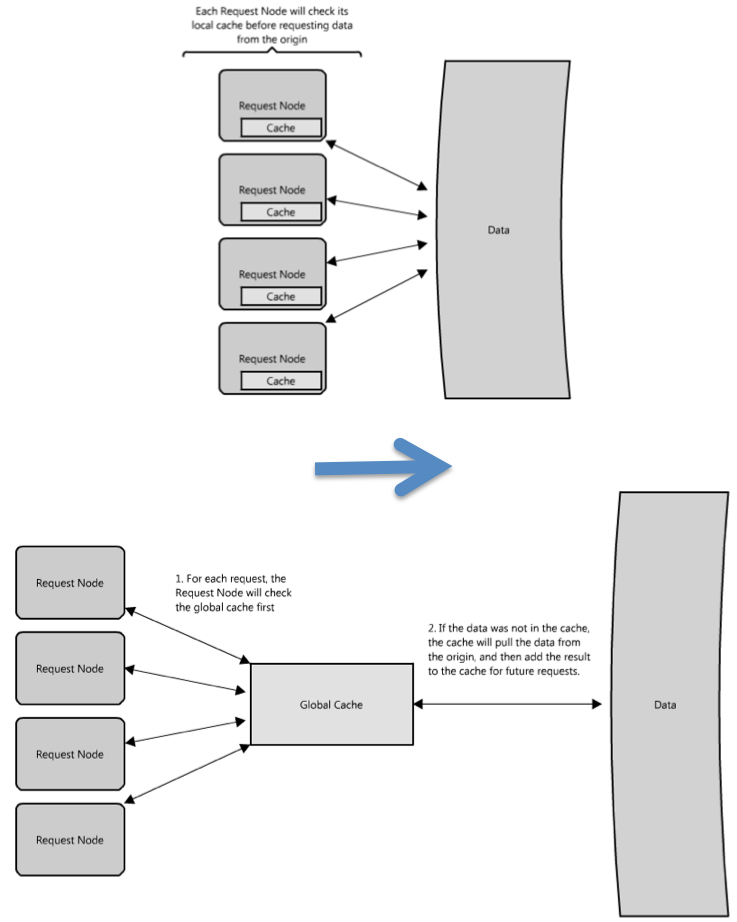 Each Request Node will check its
local cache before requesting data
from the origin
Request Node
Cache
Request Node
Cache
Request Node
Cache
Request Node
Cache
Data
Request Node
Request Node
Request Node
Request Node
1. For each request, the
Request Node will check
the global cache first
Global Cache
2. If the data was not in the cache,
the cache will pull the data from
the origin, and then add the result
to the cache for future requests.
Data